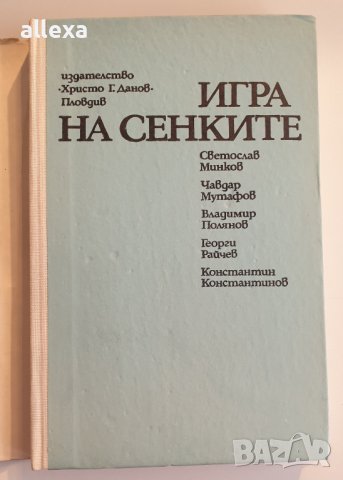 allexa
издателство
·Христо Г. Данов·
Пловдив
ИГРА
НА СЕНКИТЕ
Светослав
Минков
Чавдар
Мутафов
Владимир
Полянов
Георги
Райчев
Константин
Константинов
BAZAR
bg